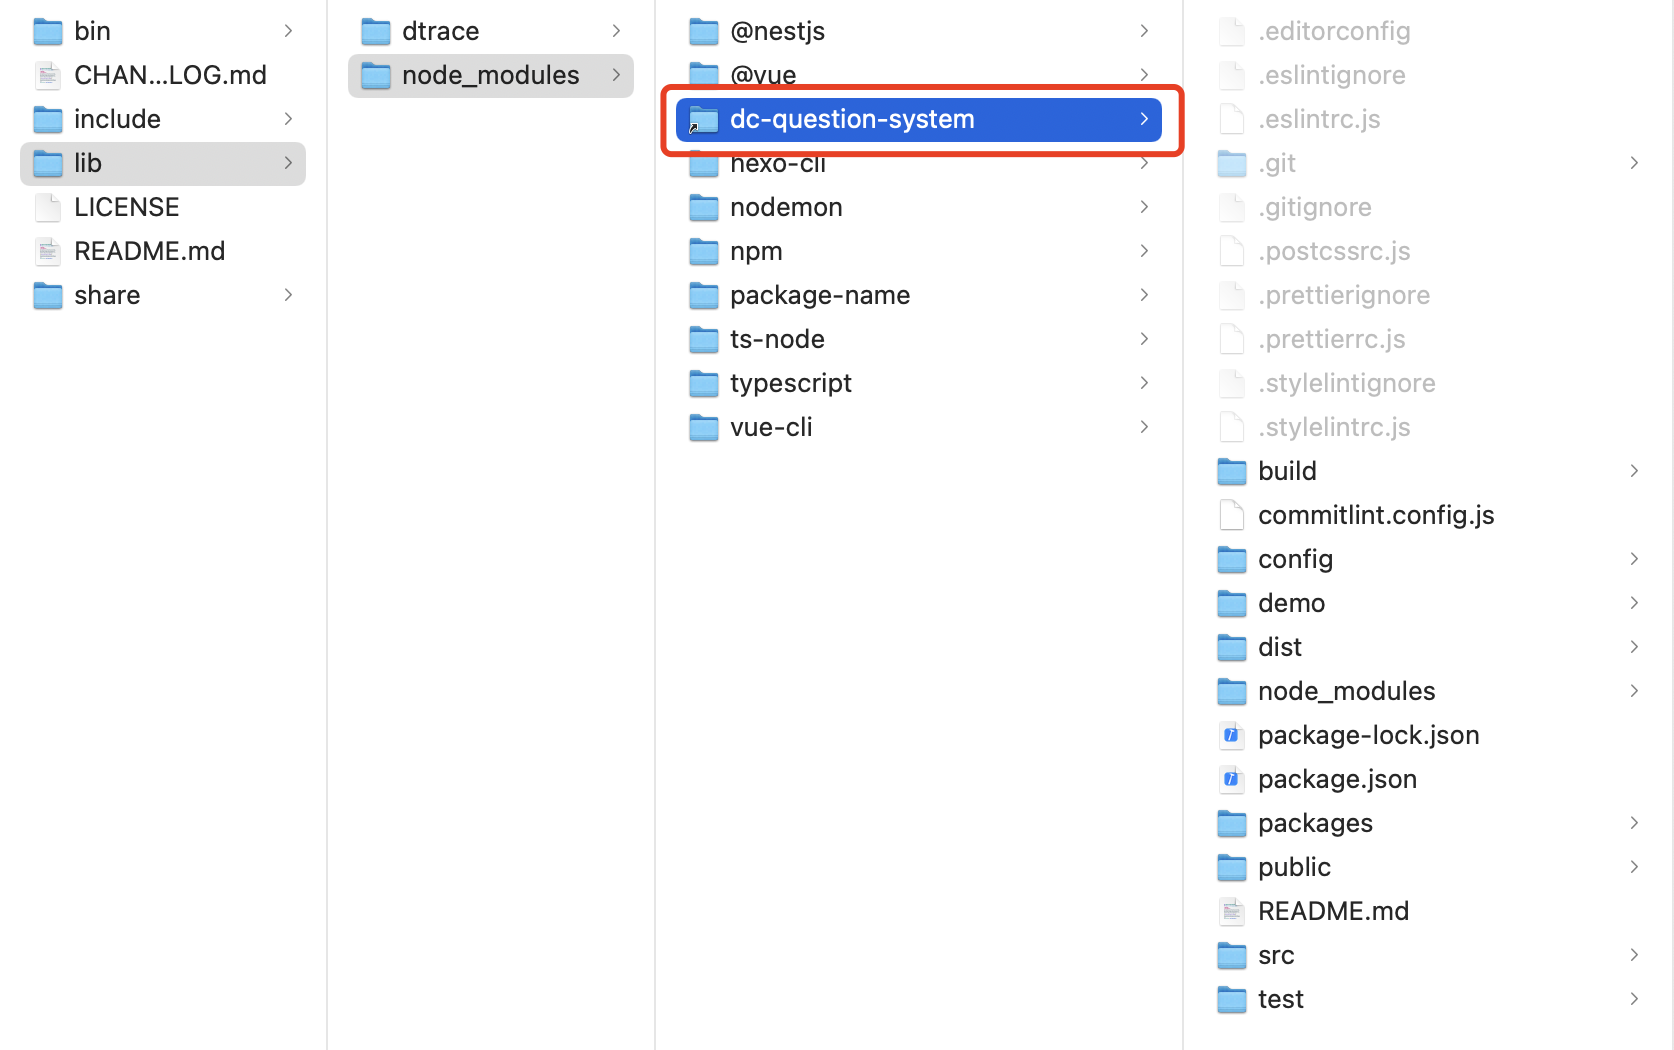 bin
CHAN...LOG.md
include
lib
LICENSE
README.md
share
dtrace
node_modules
@nestjs
@vue
dc-question-system
hexo-cli
nodemon
npm
package-name
ts-node
typescript
vue-cli
.editorconfig
.eslintignore
.eslintrc.js
.git
.gitignore
.postcssrc.js
.prettierignore
.prettierrc.js
.stylelintignore
.stylelintrc.js
build
commitlint.config.js
config
demo
dist
node_modules
package-lock.json
package.json
packages
public
README.md
src
test